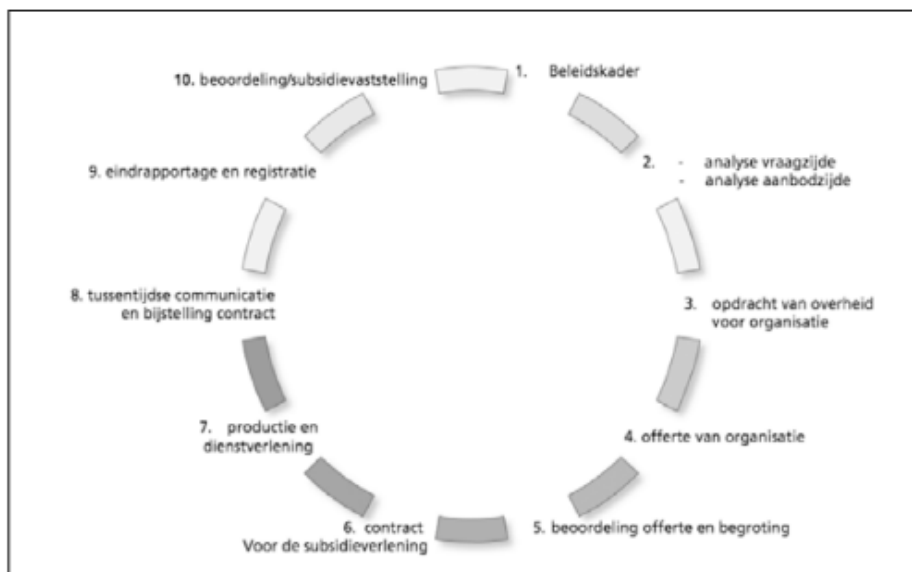 1. Beleidskader
2. - analyse vraagzijde
- analyse aanbodzijde
3. opdracht van overheid
voor organisatie
4. offerte van organisatie
5. beoordeling offerte en begroting
6. contract
Voor de subsidieverlening
7. productie en
dienstverlening
8. tussentijdse communicatie
en bijstelling contract
9. eindrapportage en registratie
10. beoordeling/subsidievaststelling